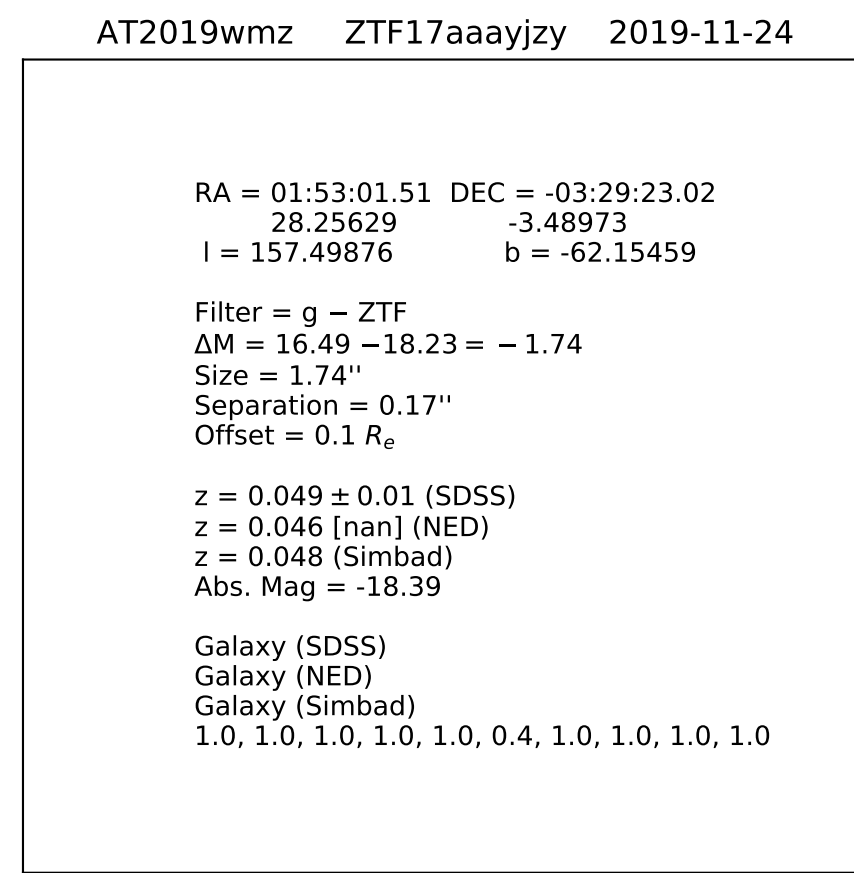 AT2019wmz ZTF17aaayjzy 2019-11-24
RA = 01:53:01.51 DEC = -03:29:23.02
28.25629 -3.48973
l = 157.49876 b = -62.15459
Filter = g − ZTF
ΔM = 16.49 −18.23 = − 1.74
Size = 1.74''
Separation = 0.17''
Offset = 0.1 Rₑ
z = 0.049 ± 0.01 (SDSS)
z = 0.046 [nan] (NED)
z = 0.048 (Simbad)
Abs. Mag = -18.39
Galaxy (SDSS)
Galaxy (NED)
Galaxy (Simbad)
1.0, 1.0, 1.0, 1.0, 1.0, 0.4, 1.0, 1.0, 1.0, 1.0